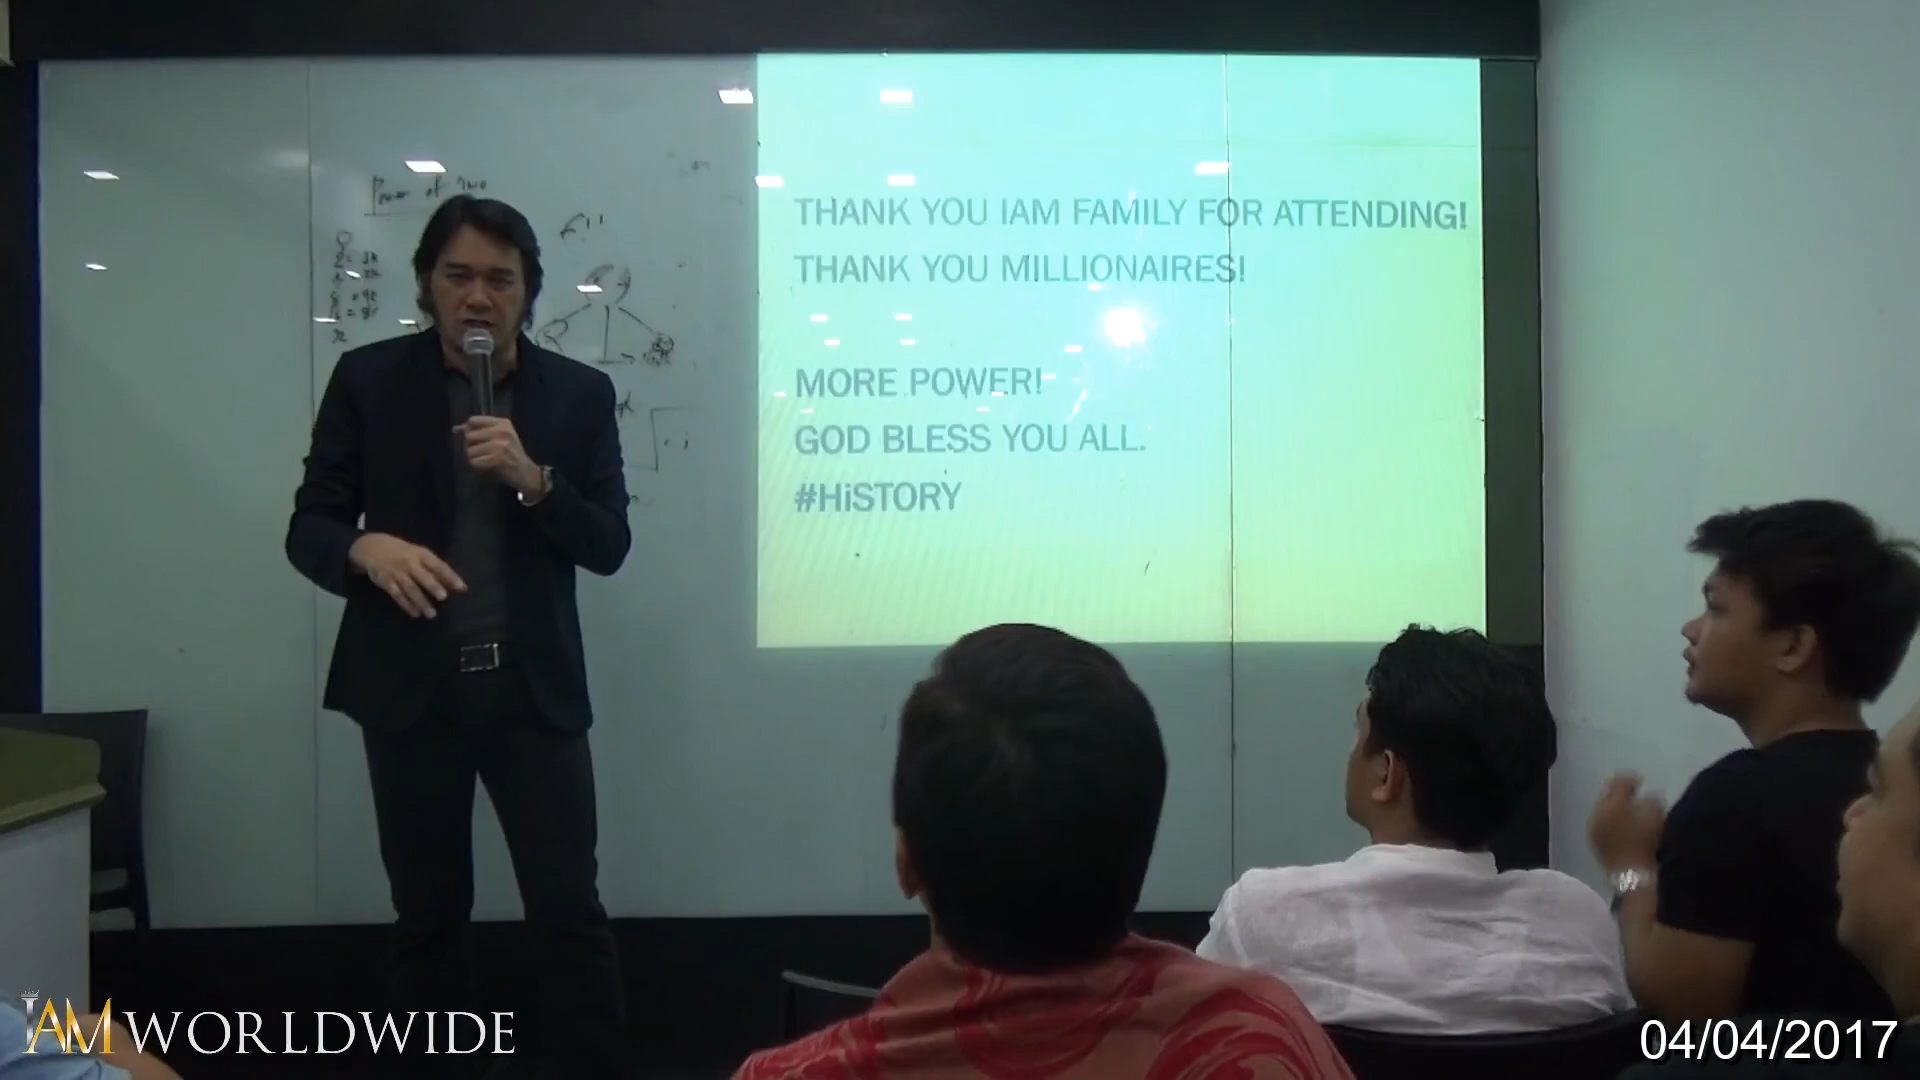 Power of Two
THANK YOU IAM FAMILY FOR ATTENDING!
THANK YOU MILLIONAIRES!
MORE POWER!
GOD BLESS YOU ALL.
#HiSTORY
IAM WORLDWIDE
04/04/2017